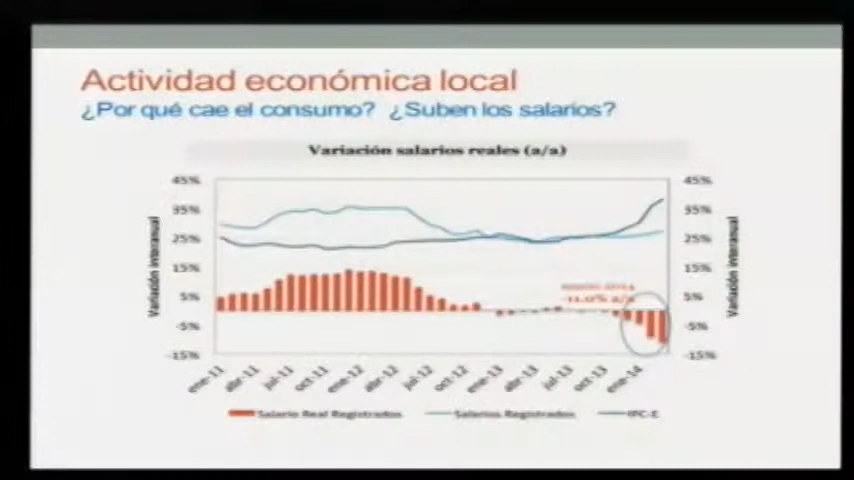 Actividad económica local
¿Por qué cae el consumo? ¿Suben los salarios?
Variación salarios reales (a/a)
45% 45%
35% 35%
25% 25%
15% 15%
5% 5%
-5% -5%
-15% -15%
Variación interanual
Variación interanual
-11.0% a/a
ene-11 abr-11 jul-11 oct-11 ene-12 abr-12 jul-12 oct-12 ene-13 abr-13 jul-13 oct-13 ene-14
Salario Real Registrados Salarios Registrados IPC-E